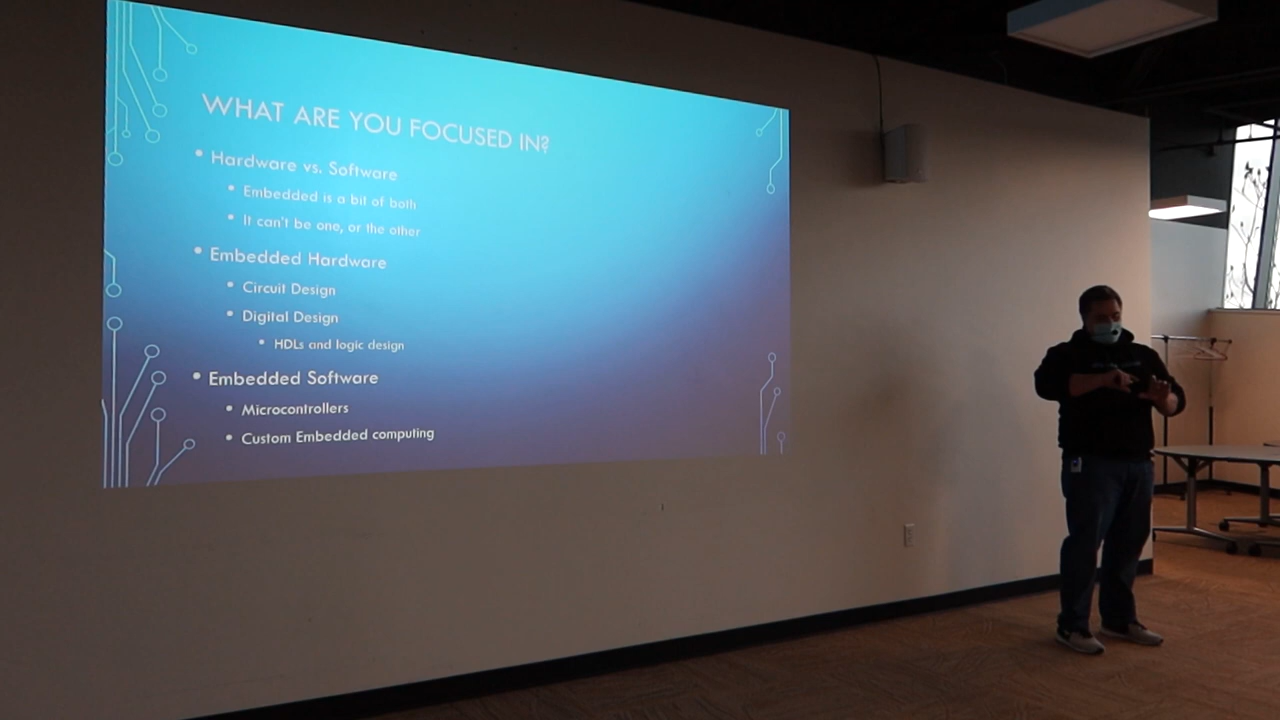 WHAT ARE YOU FOCUSED IN?
• Hardware vs. Software
• Embedded is a bit of both
• It can't be one, or the other
• Embedded Hardware
• Circuit Design
• Digital Design
• HDLs and logic design
• Embedded Software
• Microcontrollers
• Custom Embedded computing